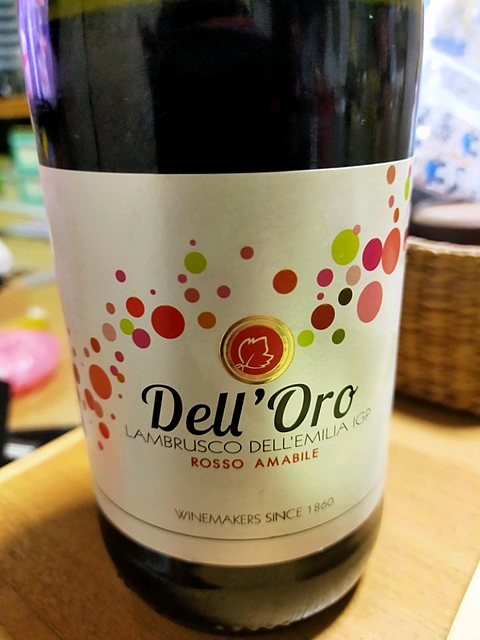 Dell'Oro
LAMBRUSCO DELL'EMILIA IGP
ROSSO AMABILE
WINEMAKERS SINCE 1860